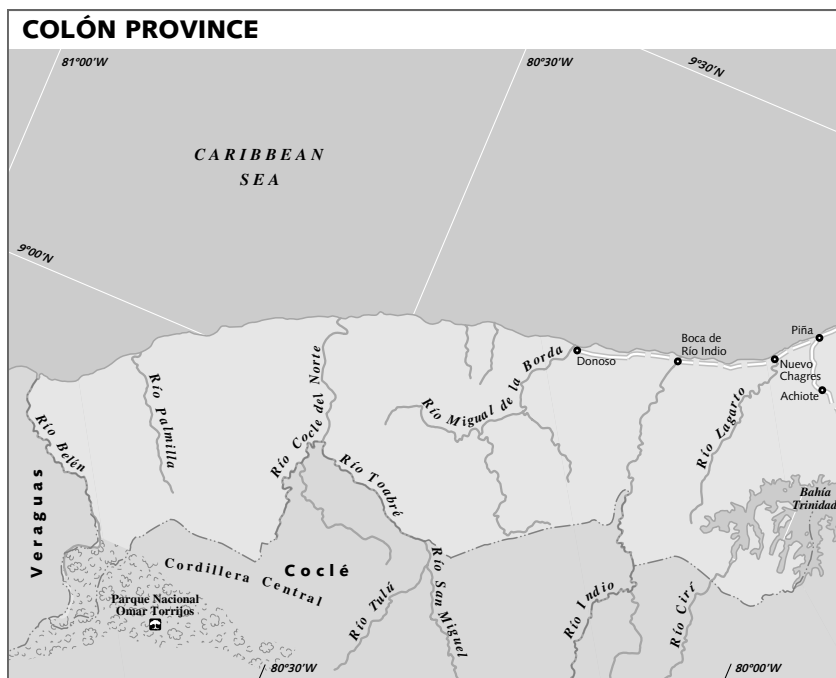 COLÓN PROVINCE
81°00'W
80°30'W
9°30'N
CARIBBEAN
SEA
9°00'N
Piña
Boca de
Río Indio
Donoso
Nuevo
Chagres
Achiote
Río Belén
Río Palmilla
Río Cocle del Norte
Río Migual de la Borda
Río Lagarto
Río Toabré
Bahía
Trinidad
Veraguas
Cordillera Central
Coclé
Parque Nacional
Omar Torrijos
Río Tulú
Río San Miguel
Río Indio
Río Cirí
80°30'W
80°00'W